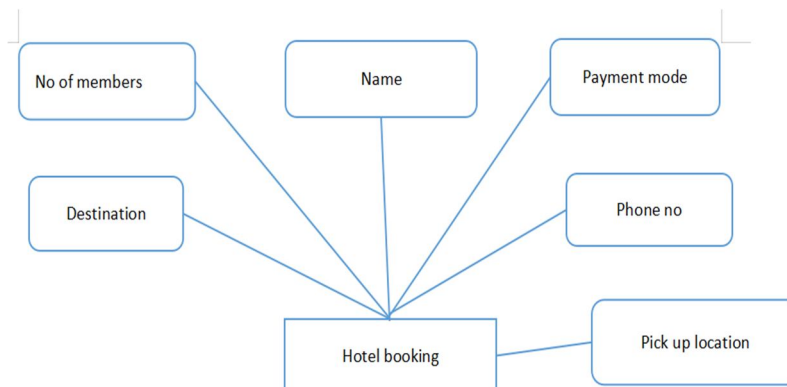 No of members
Name
Payment mode
Destination
Phone no
Hotel booking
Pick up location